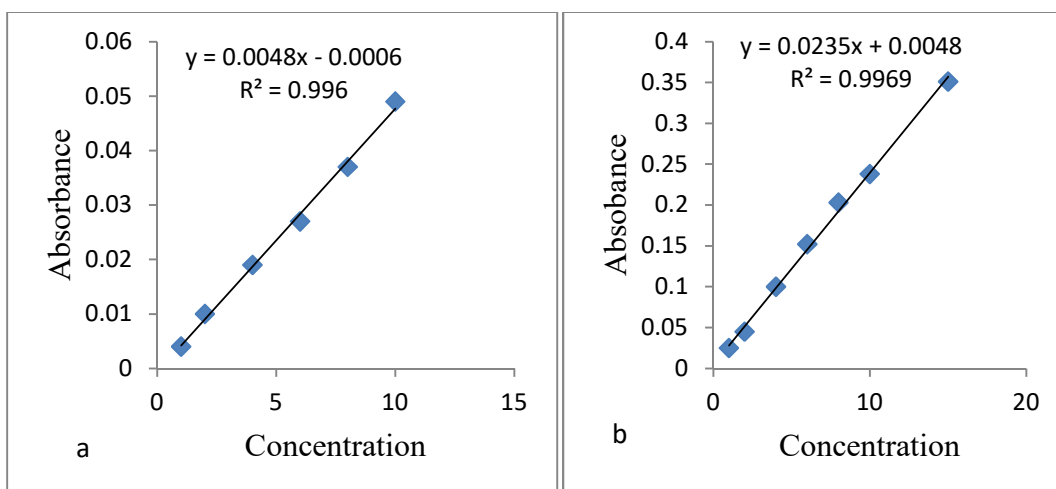 y = 0.0048x - 0.0006
R² = 0.996
0.06
0.05
0.04
0.03
0.02
0.01
0
Absorbance
0 5 10 15
Concentration
a
y = 0.0235x + 0.0048
R² = 0.9969
0.4
0.35
0.3
0.25
0.2
0.15
0.1
0.05
0
Absobance
0 10 20
Concentration
b